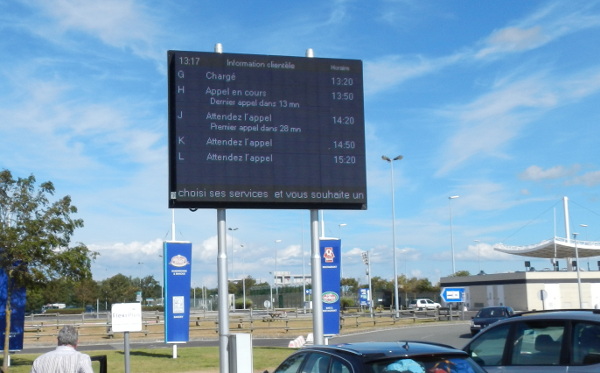 13:17 Information clientèle Horaire
G Chargé 13:20
H Appel en cours 13:50
Dernier appel dans 13 mn
J Attendez l'appel 14:20
Premier appel dans 28 mn
K Attendez l'appel 14:50
L Attendez l'appel 15:20
choisi ses services et vous souhaite un